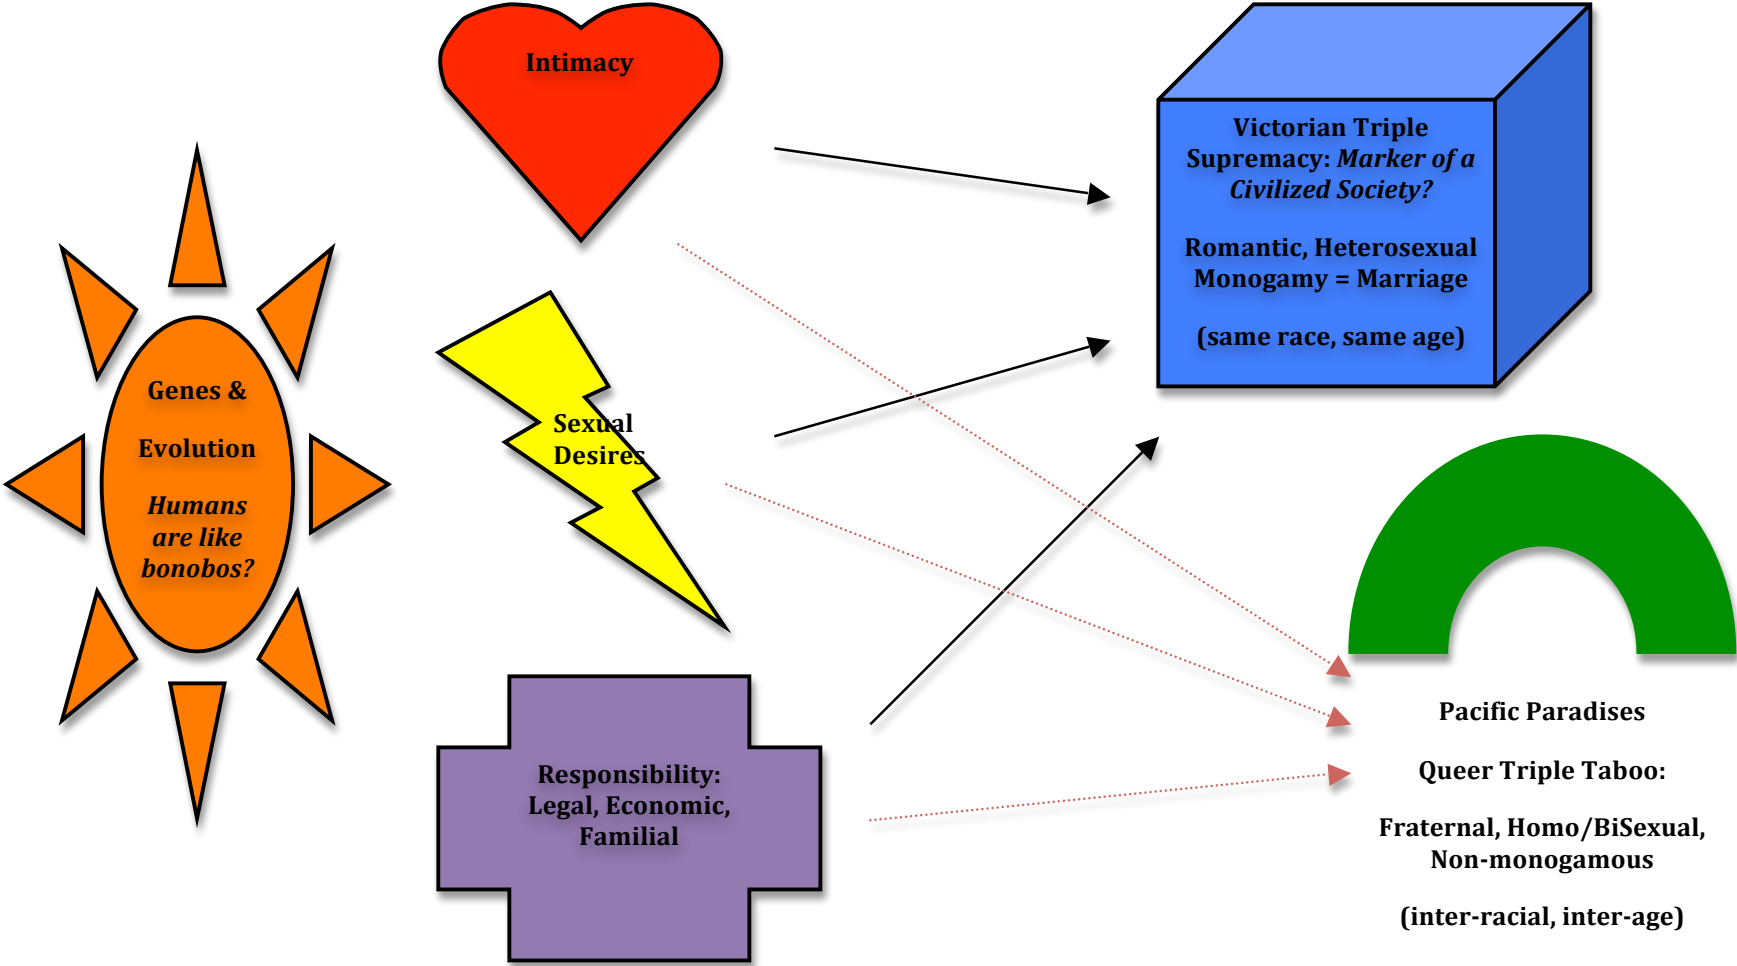 Intimacy
Victorian Triple
Supremacy: Marker of a
Civilized Society?
Romantic, Heterosexual
Monogamy = Marriage
(same race, same age)
Genes &
Evolution
Humans
are like
bonobos?
Sexual
Desires
Responsibility:
Legal, Economic,
Familial
Pacific Paradises
Queer Triple Taboo:
Fraternal, Homo/BiSexual,
Non-monogamous
(inter-racial, inter-age)